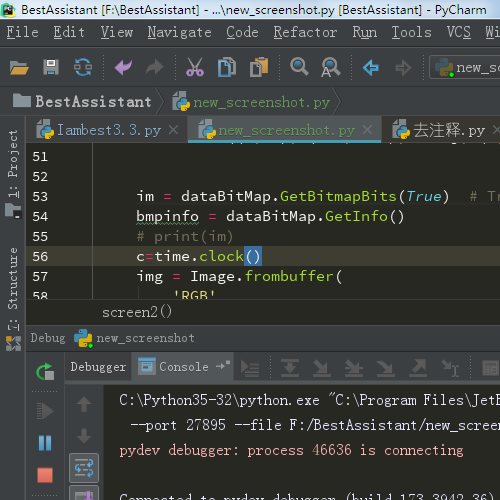 BestAssistant [F:\BestAssistant] - ...\new_screenshot.py [BestAssistant] - PyCharm
File Edit View Navigate Code Refactor Run Tools VCS
new_sc
BestAssistant new_screenshot.py
Iambest3.3.py new_screenshot.py 去注释.py
1: Project
7: Structure
51
52
53 im = dataBitMap.GetBitmapBits(True) # Tr
54 bmpinfo = dataBitMap.GetInfo()
55 # print(im)
56 c=time.clock()
57 img = Image.frombuffer(
58 'RGB'
screen2()
Debug new_screenshot
Debugger Console
C:\Python35-32\python.exe "C:\Program Files\JetB
--port 27895 --file F:/BestAssistant/new_screen
pydev debugger: process 46636 is connecting
Connected to pydev debugger (build 173.3942.36)